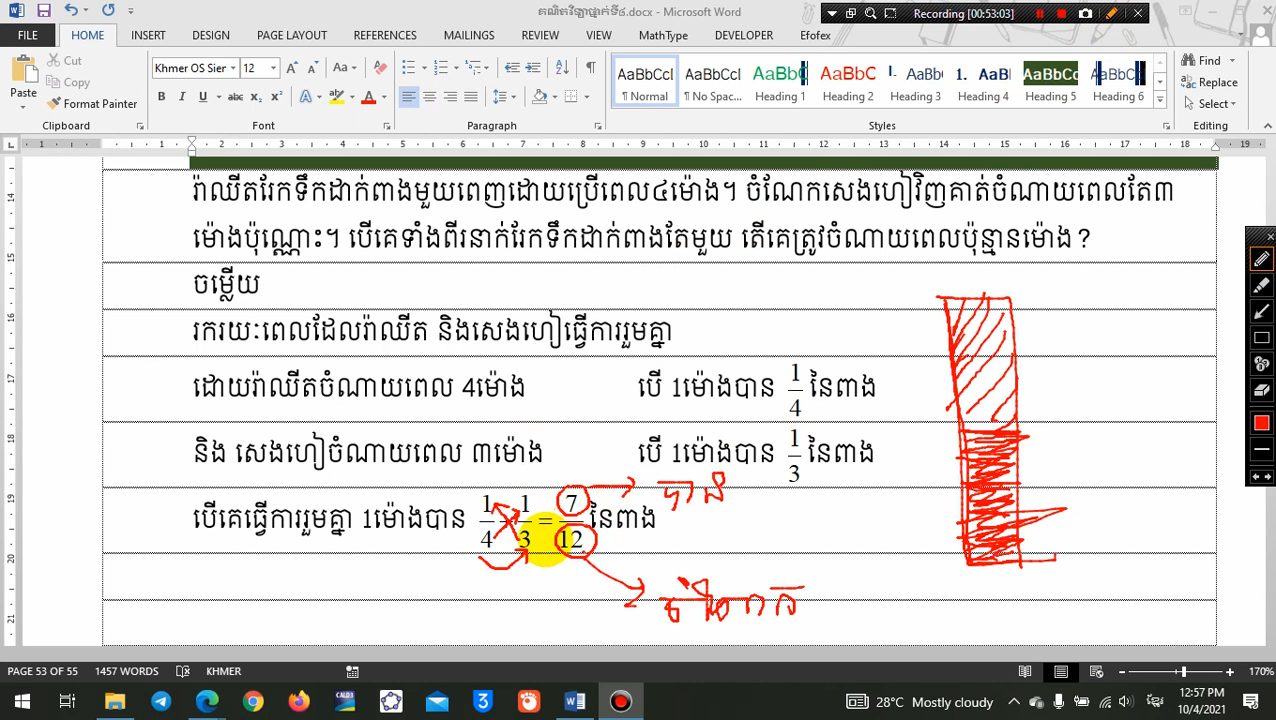 គណិតវិទ្យាថ្នាក់ទី៩.docx - Microsoft Word
Recording (00:53:03)
FILE HOME INSERT DESIGN PAGE LAYOUT REFERENCES MAILINGS REVIEW VIEW MathType DEVELOPER Efofex
Cut
Copy
Format Painter
Paste
Khmer OS Sier 12
AaBbCcI AaBbCcI AaBbC AaBbCcI AaBbC 1. AaB AaBbCc AaBbCc
¶ Normal ¶ No Spac... Heading 1 Heading 2 Heading 3 Heading 4 Heading 5 Heading 6
Find
Replace
Select
Clipboard Font Paragraph Styles Editing
រ៉ាឈីតរែកទឹកដាក់ពាងមួយពេញដោយប្រើពេល៤ម៉ោង។ ចំណែកសេងហៀវិញគាត់ចំណាយពេលតែ៣
ម៉ោងប៉ុណ្ណោះ។ បើគេទាំងពីរនាក់រែកទឹកដាក់ពាងតែមួយ តើគេត្រូវចំណាយពេលប៉ុន្មានម៉ោង?
ចម្លើយ
រករយៈពេលដែលរ៉ាឈីត និងសេងហៀធ្វើការរួមគ្នា
ដោយរ៉ាឈីតចំណាយពេល 4ម៉ោង បើ 1ម៉ោងបាន 1/4 នៃពាង
និង សេងហៀចំណាយពេល ៣ម៉ោង បើ 1ម៉ោងបាន 1/3 នៃពាង
បើគេធ្វើការរួមគ្នា 1ម៉ោងបាន 1/4 + 1/3 = 7/12 នៃពាង
PAGE 53 OF 55 1457 WORDS KHMER 170%
28°C Mostly cloudy 12:57 PM
10/4/2021